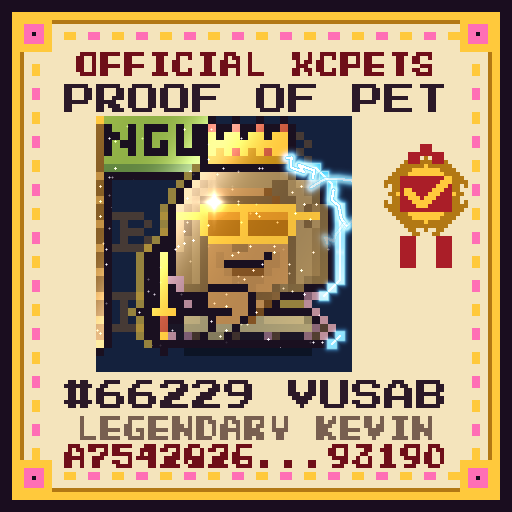 OFFICIAL XCPETS
PROOF OF PET
NGU
#66229 VUSAB
LEGENDARY KEVIN
A7542026...93190